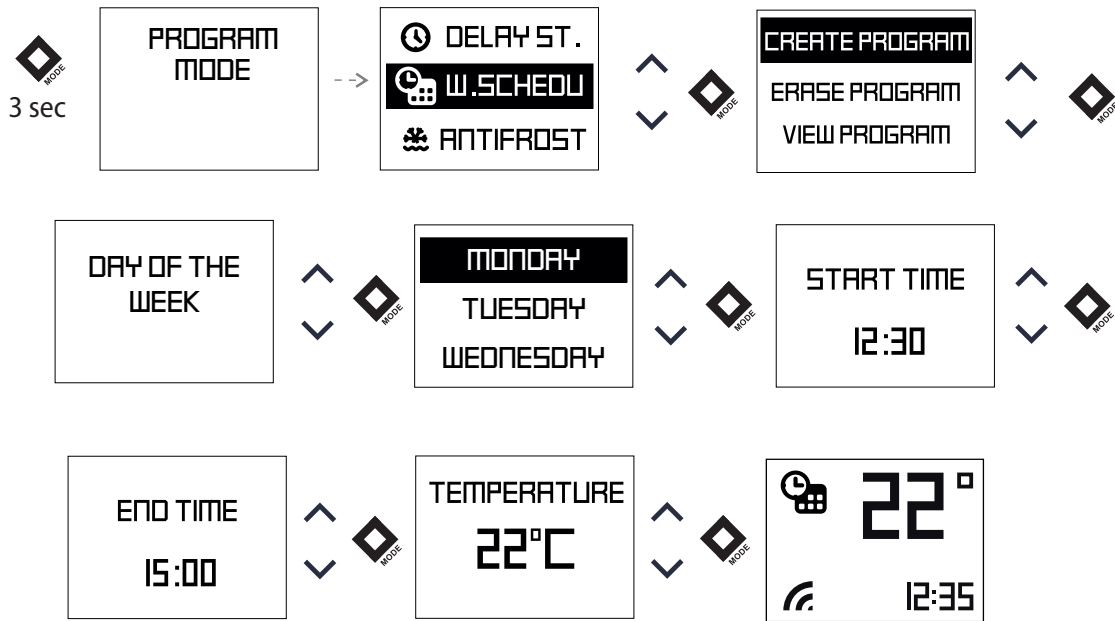 MODE
3 sec
PROGRAM
MODE
DELAY ST.
W.SCHEDU
ANTIFROST
MODE
CREATE PROGRAM
ERASE PROGRAM
VIEW PROGRAM
MODE
DAY OF THE
WEEK
MODE
MONDAY
TUESDAY
WEDNESDAY
MODE
START TIME
12:30
MODE
END TIME
15:00
MODE
TEMPERATURE
22°C
MODE
22°
12:35